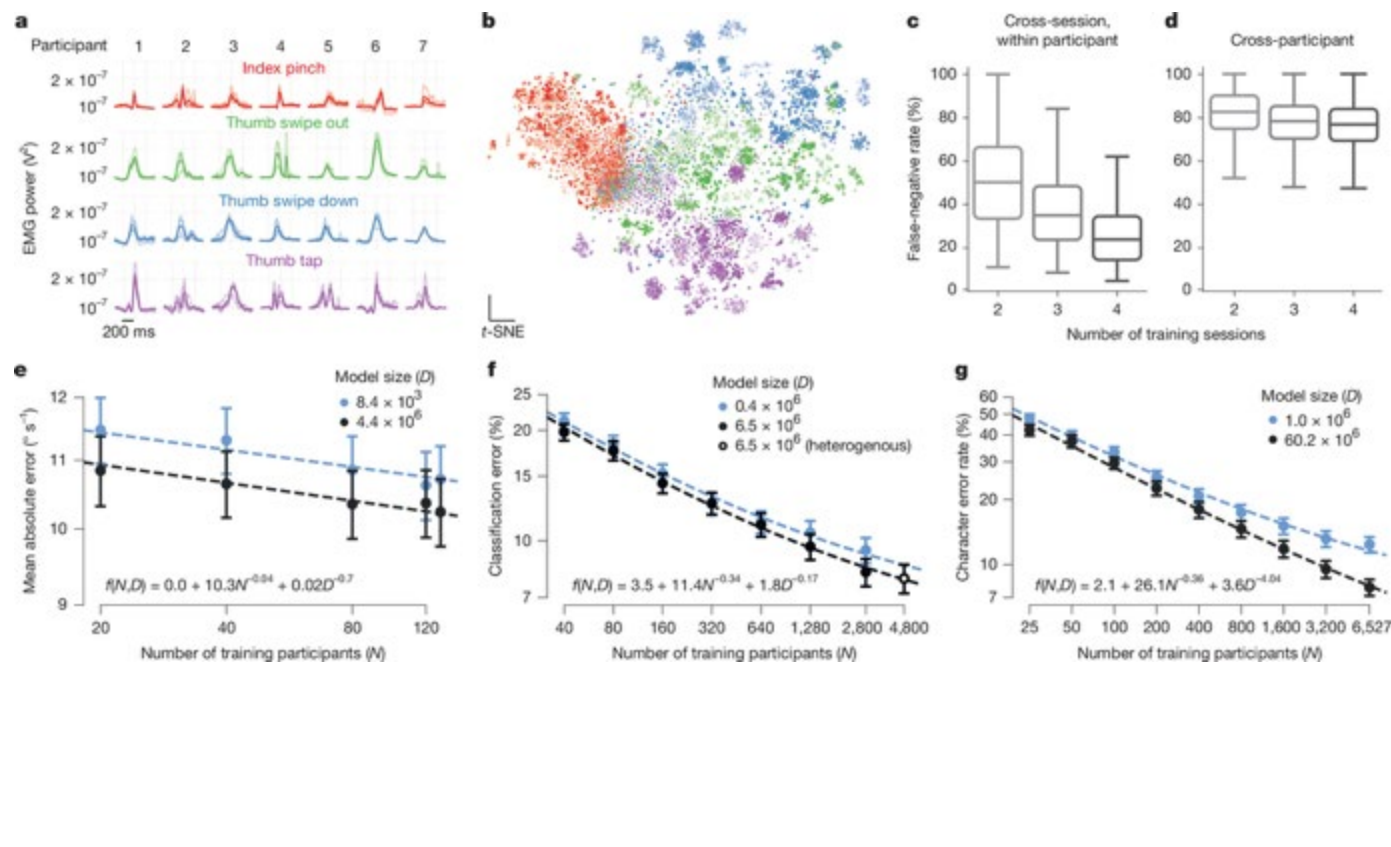 a
Participant 1 2 3 4 5 6 7
Index pinch
2 × 10⁻⁷
10⁻⁷
Thumb swipe out
2 × 10⁻⁷
10⁻⁷
Thumb swipe down
2 × 10⁻⁷
10⁻⁷
Thumb tap
2 × 10⁻⁷
10⁻⁷
EMG power (V²)
200 ms
b
t-SNE
c
Cross-session,
within participant
False-negative rate (%)
100
80
60
40
20
0
2 3 4
d
Cross-participant
100
80
60
40
20
0
2 3 4
Number of training sessions
e
Model size (D)
8.4 × 10³
4.4 × 10⁶
Mean absolute error (° s⁻¹)
12
11
10
9
f(N,D) = 0.0 + 10.3N⁻⁰·⁰⁴ + 0.02D⁻⁰·⁷
20 40 80 120
Number of training participants (N)
f
Model size (D)
0.4 × 10⁶
6.5 × 10⁶
6.5 × 10⁶ (heterogenous)
Classification error (%)
25
20
15
10
7
f(N,D) = 3.5 + 11.4N⁻⁰·³⁴ + 1.8D⁻⁰·¹⁷
40 80 160 320 640 1,280 2,800 4,800
Number of training participants (N)
g
Model size (D)
1.0 × 10⁶
60.2 × 10⁶
Character error rate (%)
60
50
40
30
20
10
7
f(N,D) = 2.1 + 26.1N⁻⁰·³⁶ + 3.6D⁻⁴·⁰⁴
25 50 100 200 400 800 1,600 3,200 6,527
Number of training participants (N)